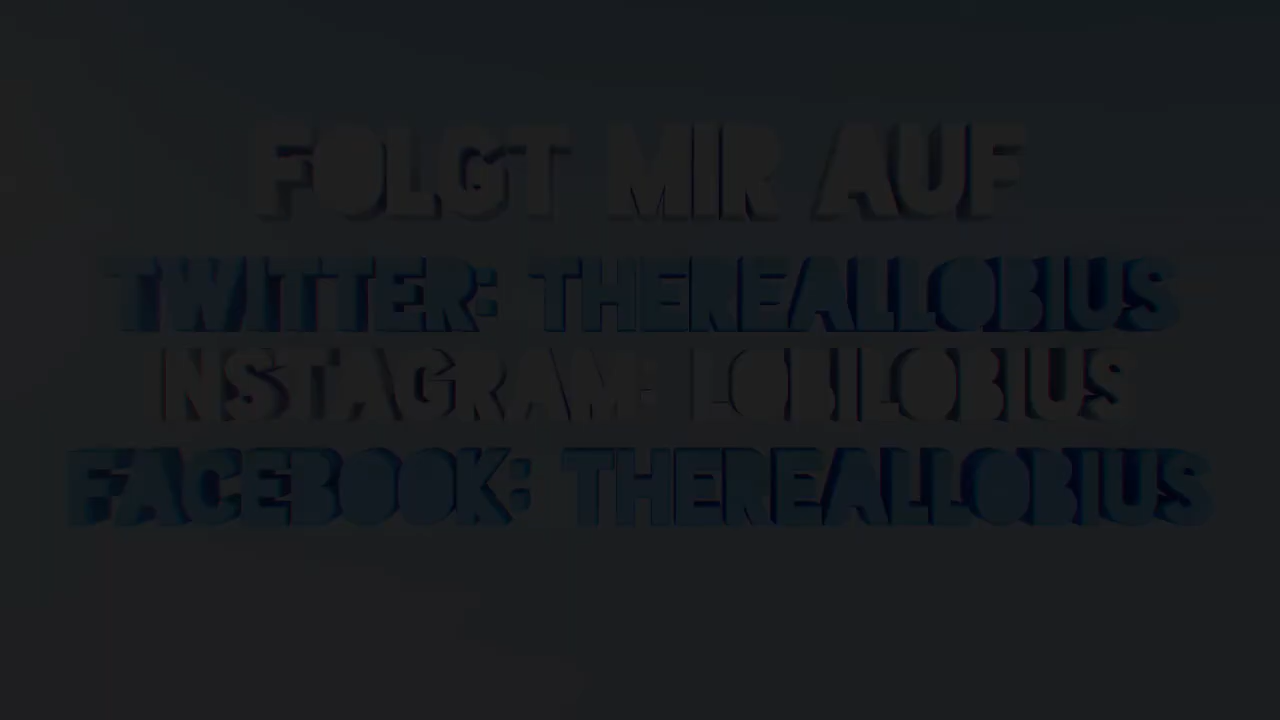 FOLGT MIR AUF
TWITTER: THEREALLOBIUS
INSTAGRAM: LOBILOBIUS
FACEBOOK: THEREALLOBIUS